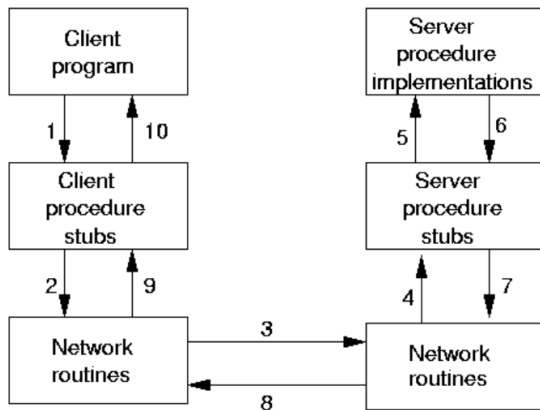 Client
program
Server
procedure
implementations
1
10
5
6
Client
procedure
stubs
Server
procedure
stubs
2
9
4
7
3
Network
routines
Network
routines
8